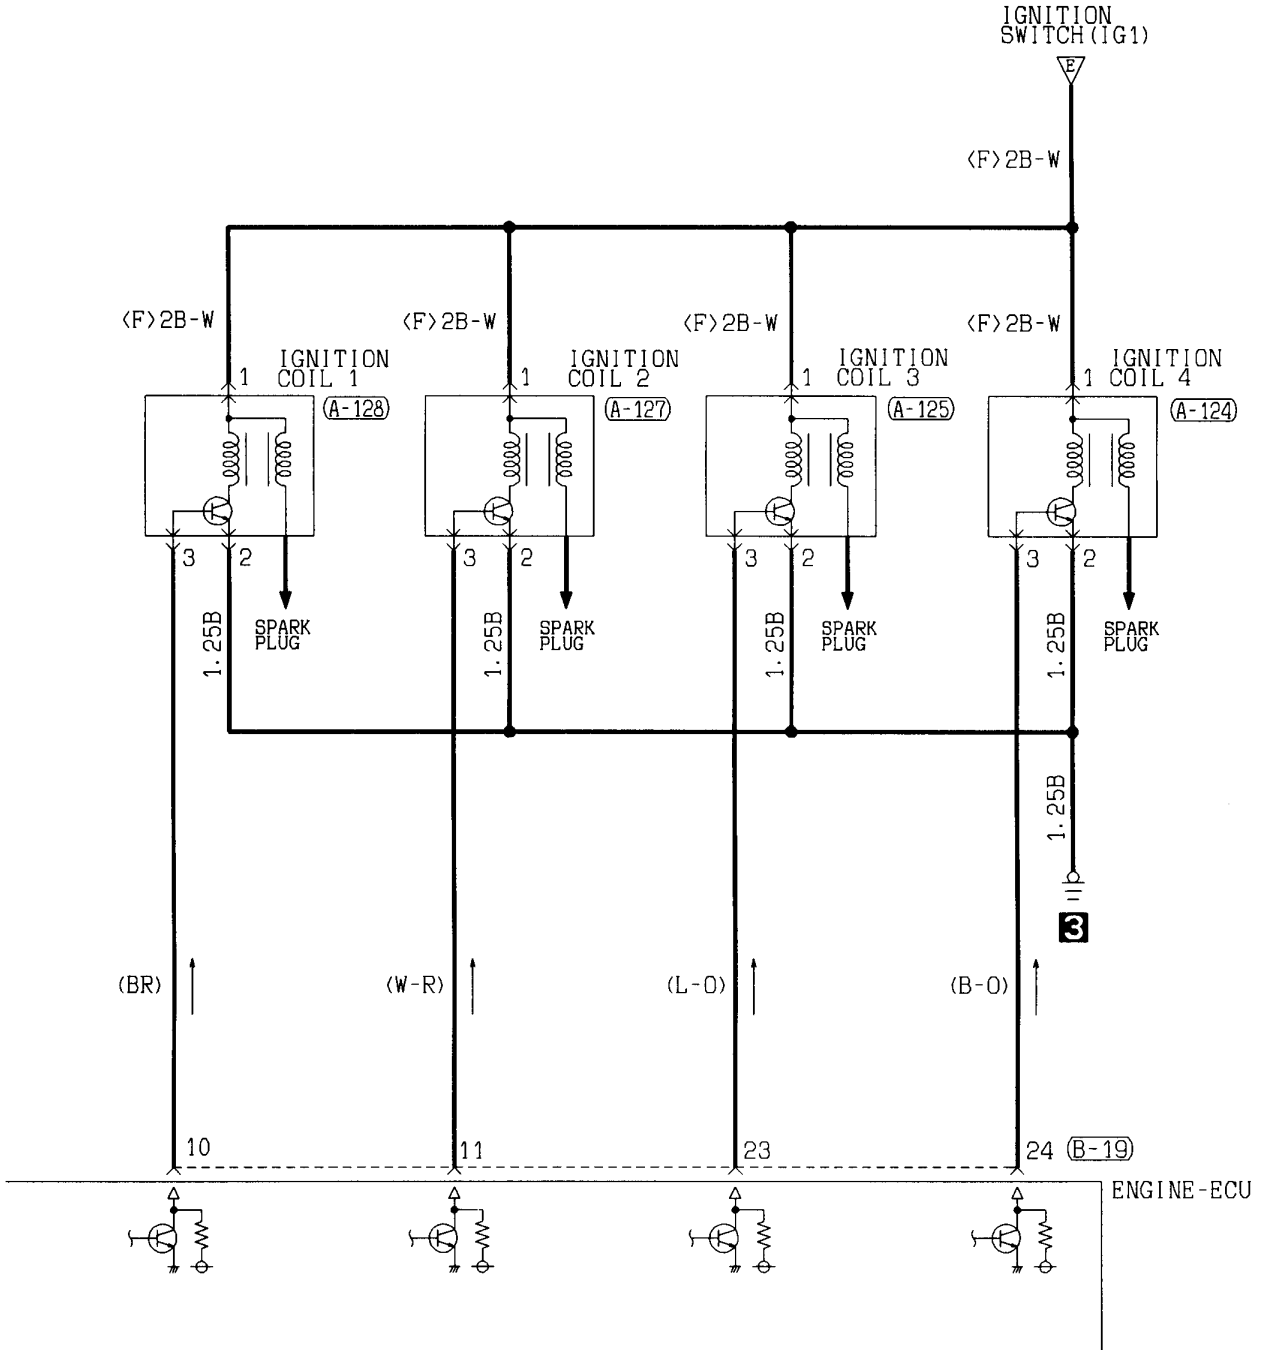 IGNITION
SWITCH(IG1)
E
<F>2B-W
<F>2B-W
<F>2B-W
<F>2B-W
<F>2B-W
1
IGNITION
COIL 1
A-128
1
IGNITION
COIL 2
A-127
1
IGNITION
COIL 3
A-125
1
IGNITION
COIL 4
A-124
3
2
3
2
3
2
3
2
1.25B
SPARK
PLUG
1.25B
SPARK
PLUG
1.25B
SPARK
PLUG
1.25B
SPARK
PLUG
1.25B
3
(BR)
(W-R)
(L-O)
(B-O)
10
11
23
24
B-19
ENGINE-ECU